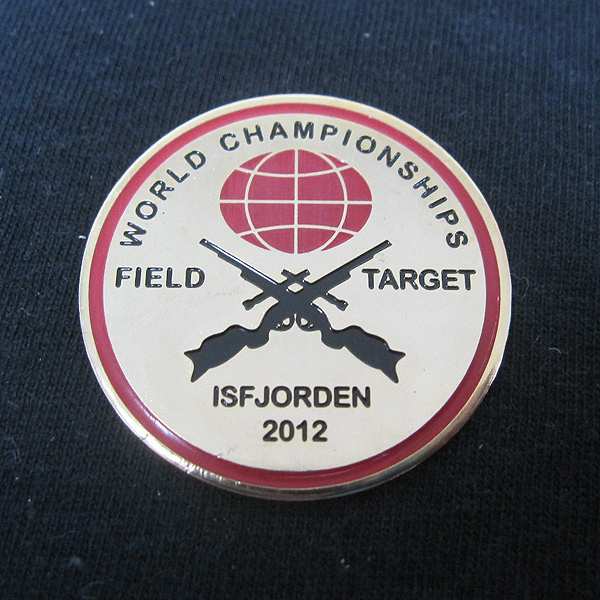 WORLD CHAMPIONSHIPS
FIELD TARGET
ISFJORDEN
2012